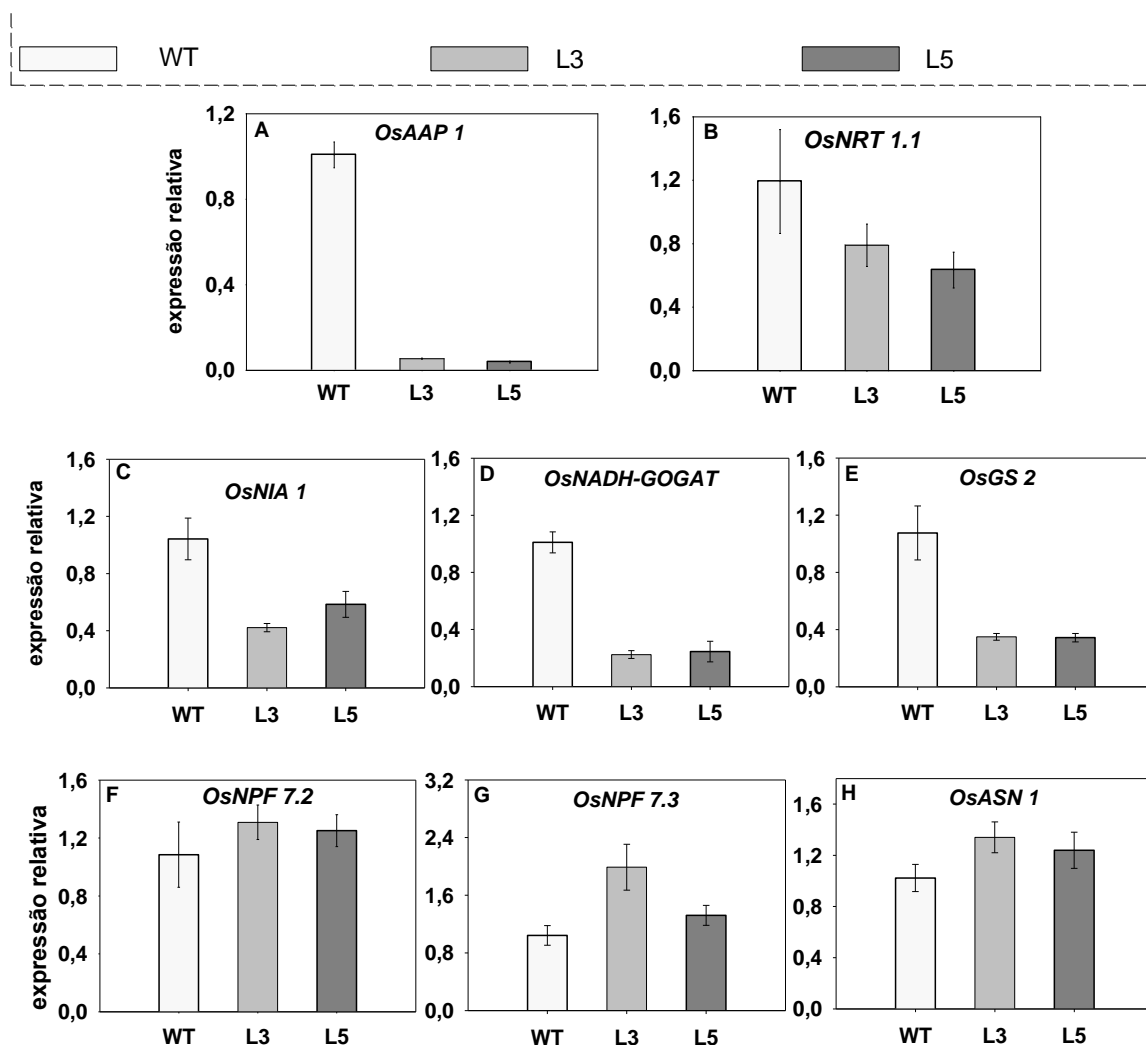 WT L3 L5
A OsAAP 1
expressão relativa
1,2
0,8
0,4
0,0
WT L3 L5
B OsNRT 1.1
1,6
1,2
0,8
0,4
0,0
WT L3 L5
C OsNIA 1
expressão relativa
1,6
1,2
0,8
0,4
0,0
WT L3 L5
D OsNADH-GOGAT
1,6
1,2
0,8
0,4
0,0
WT L3 L5
E OsGS 2
1,6
1,2
0,8
0,4
0,0
WT L3 L5
F OsNPF 7.2
expressão relativa
1,6
1,2
0,8
0,4
0,0
WT L3 L5
G OsNPF 7.3
3,2
2,4
1,6
0,8
0,0
WT L3 L5
H OsASN 1
1,6
1,2
0,8
0,4
0,0
WT L3 L5